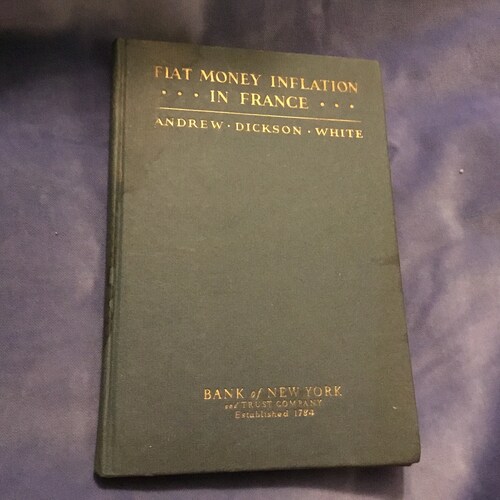 FIAT MONEY INFLATION
• • • IN FRANCE • • •
ANDREW · DICKSON · WHITE
BANK of NEW YORK
and TRUST COMPANY
Established 1784